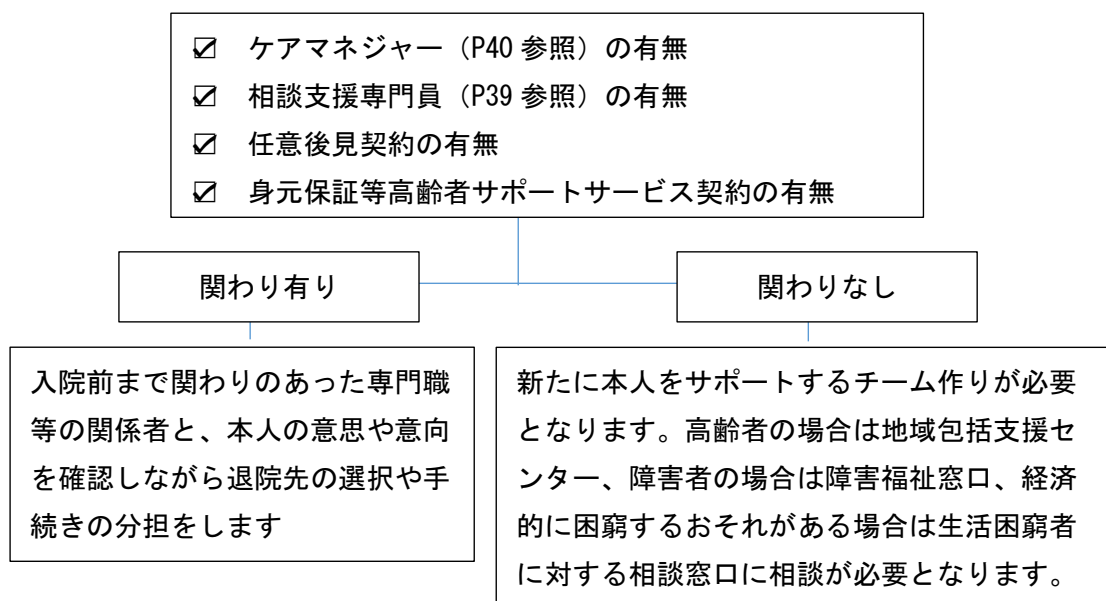 ☑ ケアマネジャー（P40 参照）の有無
☑ 相談支援専門員（P39 参照）の有無
☑ 任意後見契約の有無
☑ 身元保証等高齢者サポートサービス契約の有無
関わり有り
関わりなし
入院前まで関わりのあった専門職
等の関係者と、本人の意思や意向
を確認しながら退院先の選択や手
続きの分担をします
新たに本人をサポートするチーム作りが必要
となります。高齢者の場合は地域包括支援セ
ンター、障害者の場合は障害福祉窓口、経済
的に困窮するおそれがある場合は生活困窮者
に対する相談窓口に相談が必要となります。